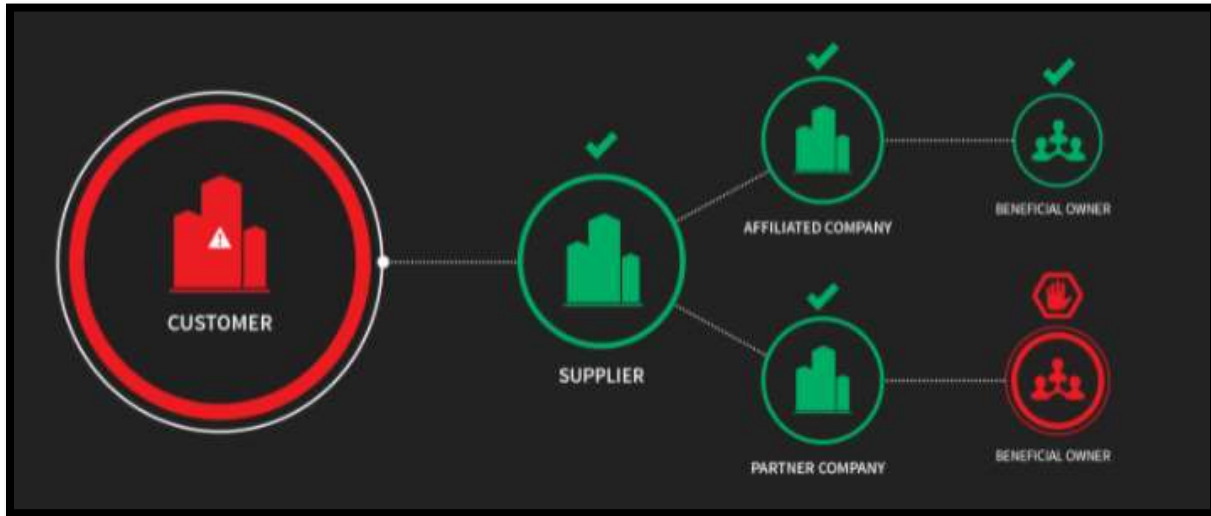 CUSTOMER
SUPPLIER
AFFILIATED COMPANY
BENEFICIAL OWNER
PARTNER COMPANY
BENEFICIAL OWNER